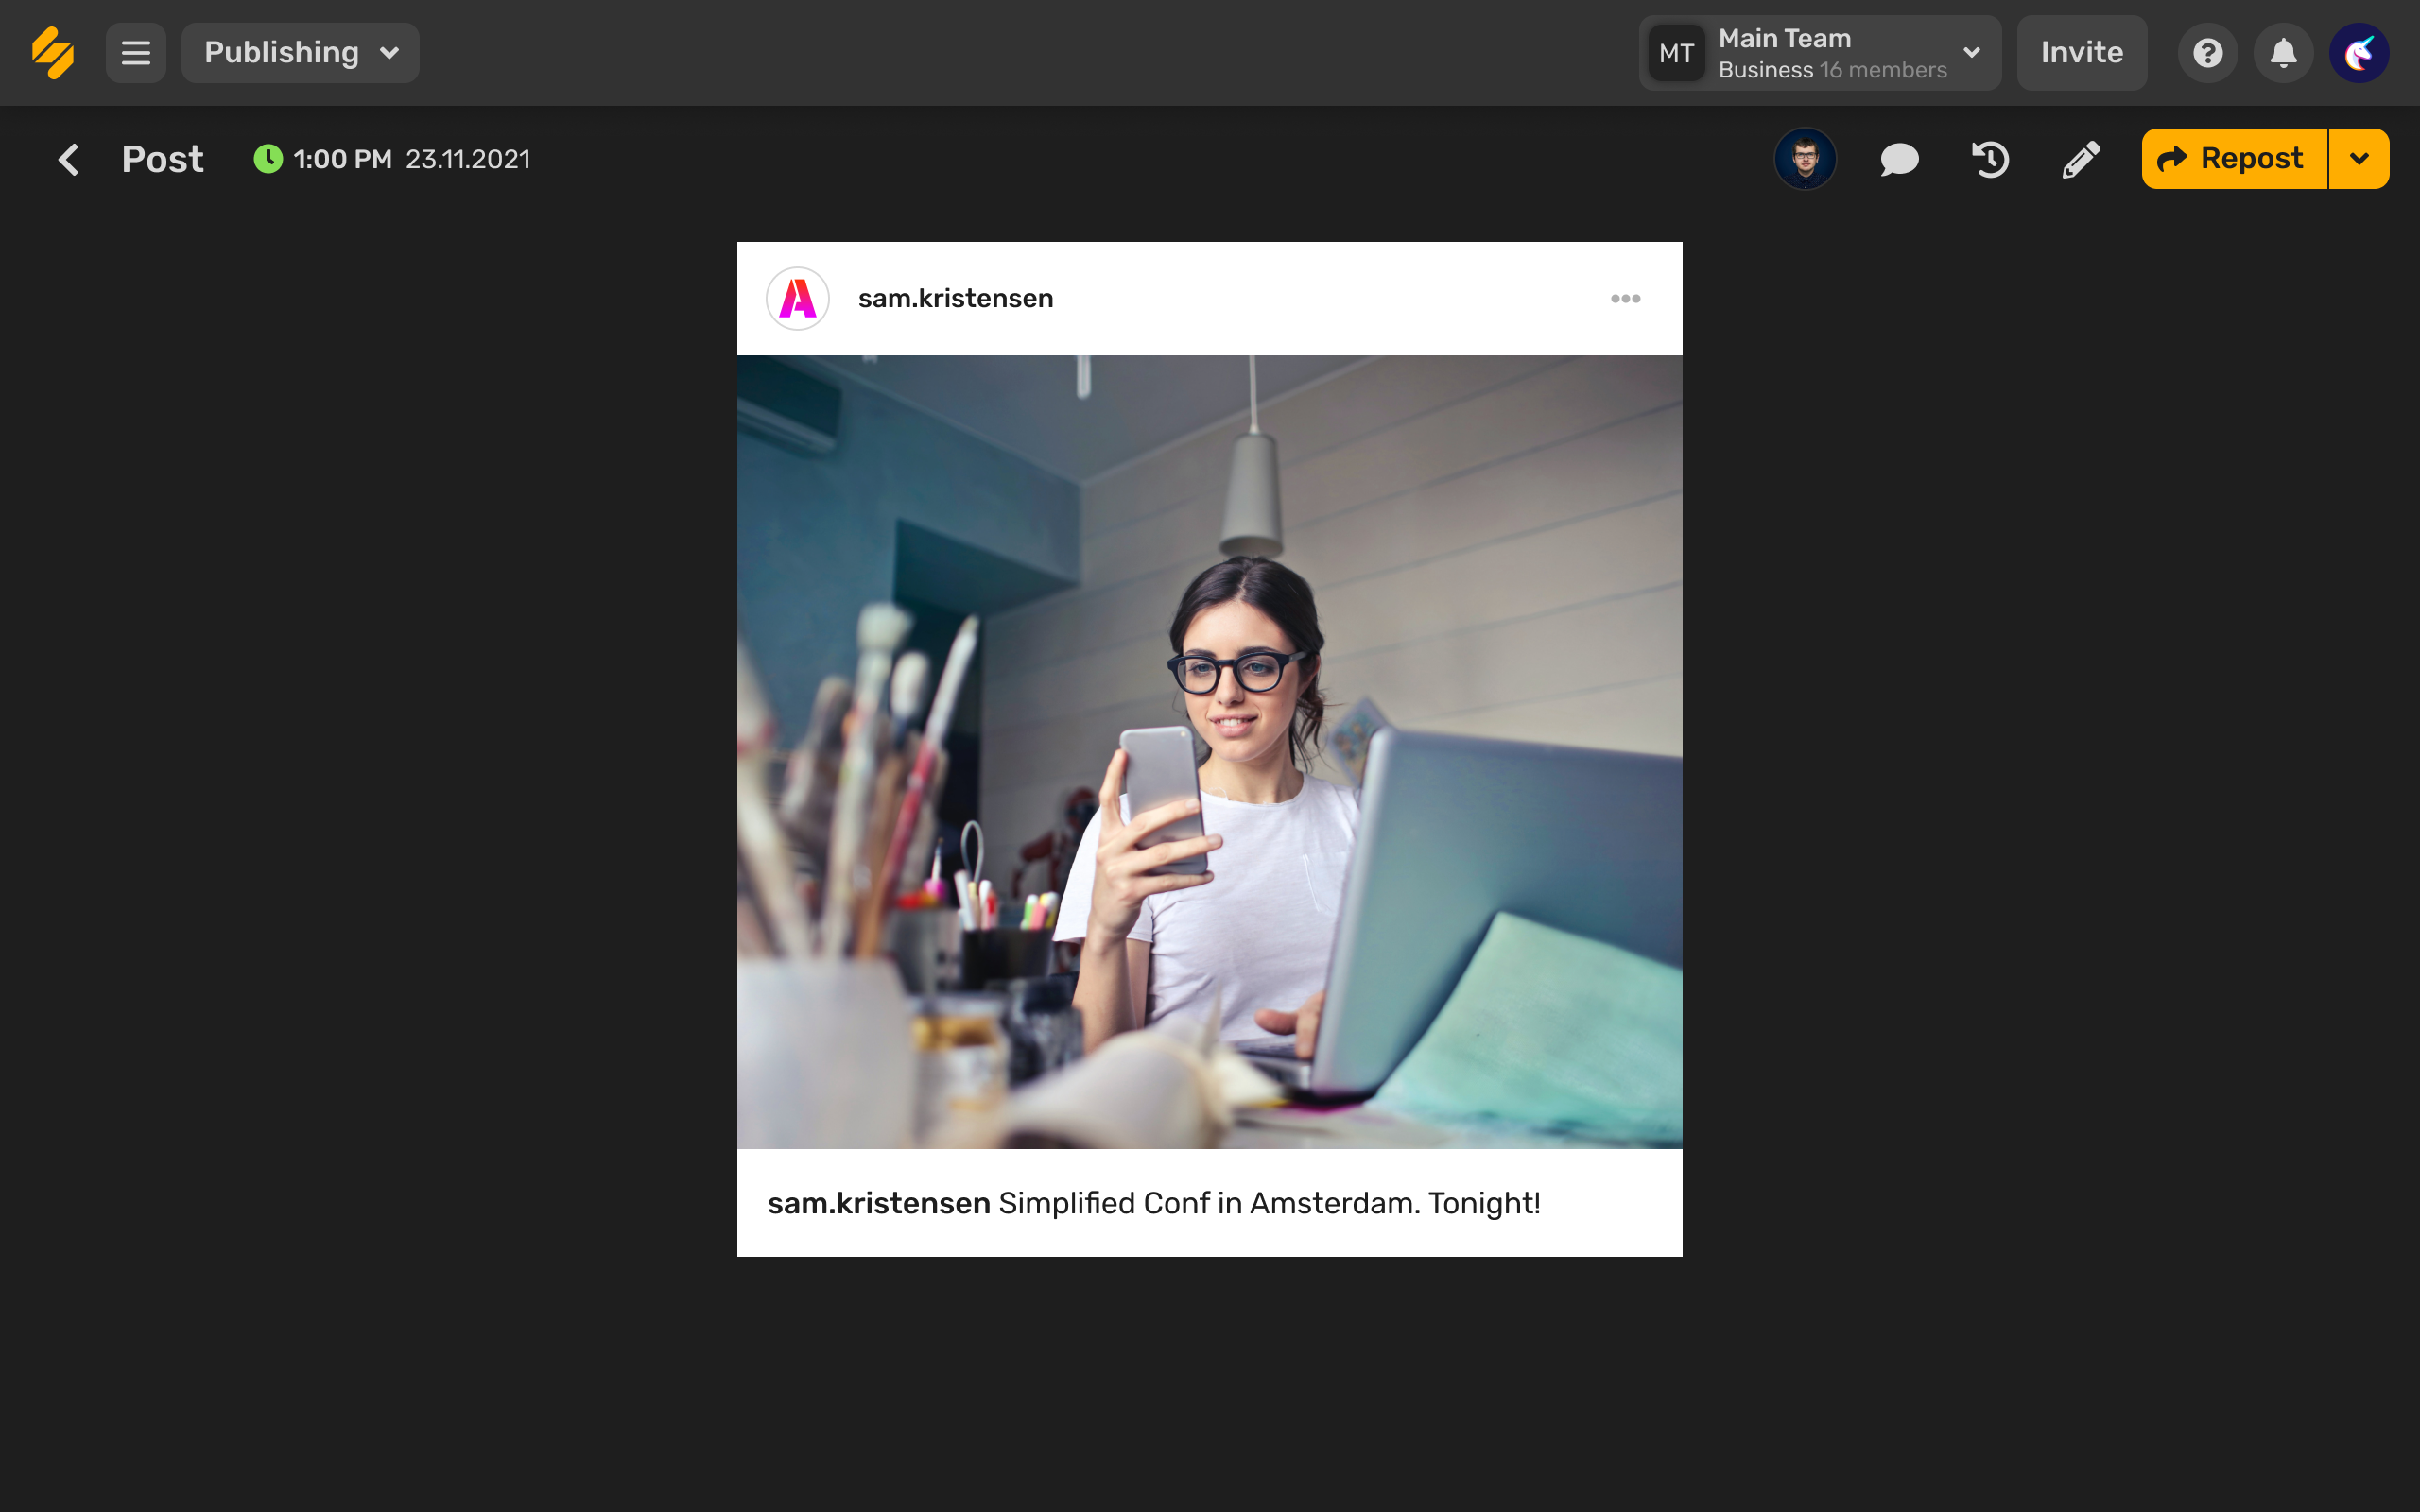 Publishing
MT
Main Team
Business 16 members
Invite
Post
1:00 PM 23.11.2021
Repost
sam.kristensen
sam.kristensen Simplified Conf in Amsterdam. Tonight!